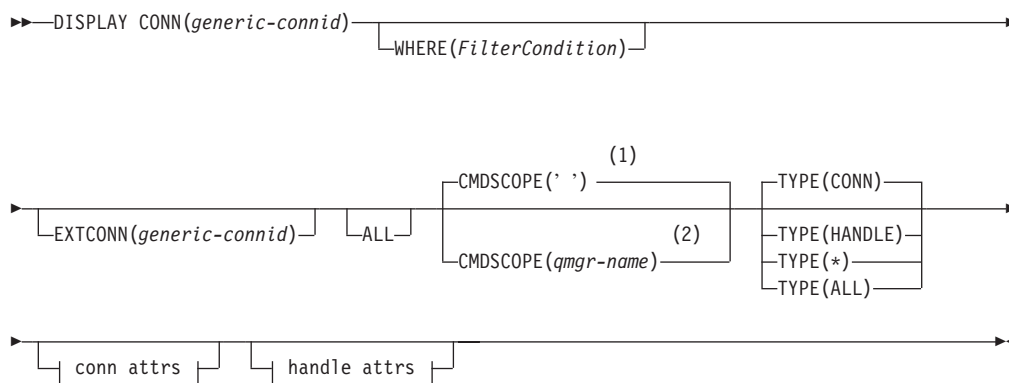 DISPLAY CONN(generic-connid)
WHERE(FilterCondition)
(1)
CMDSCOPE(' ')
TYPE(CONN)
EXTCONN(generic-connid)
ALL
(2)
CMDSCOPE(qmgr-name)
TYPE(HANDLE)
TYPE(*)
TYPE(ALL)
conn attrs
handle attrs